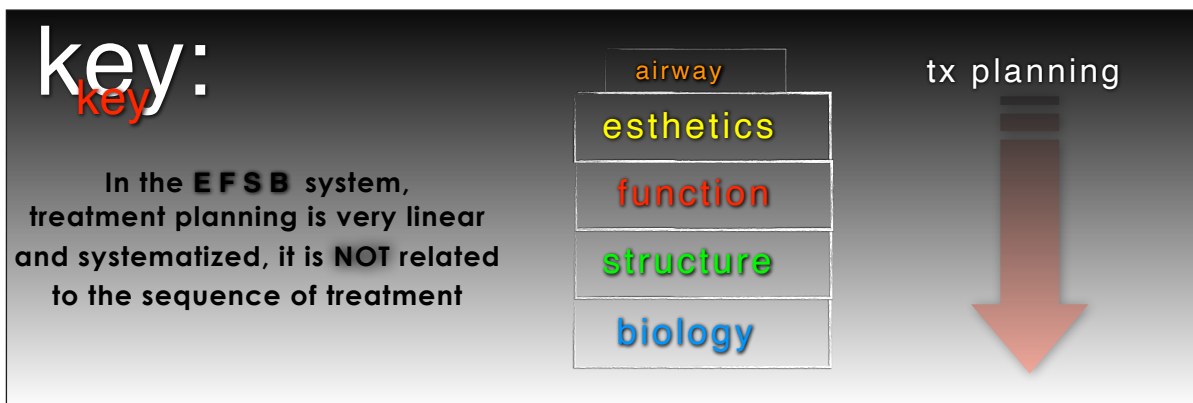 key:
key
In the E F S B system,
treatment planning is very linear
and systematized, it is NOT related
to the sequence of treatment
airway
esthetics
function
structure
biology
tx planning